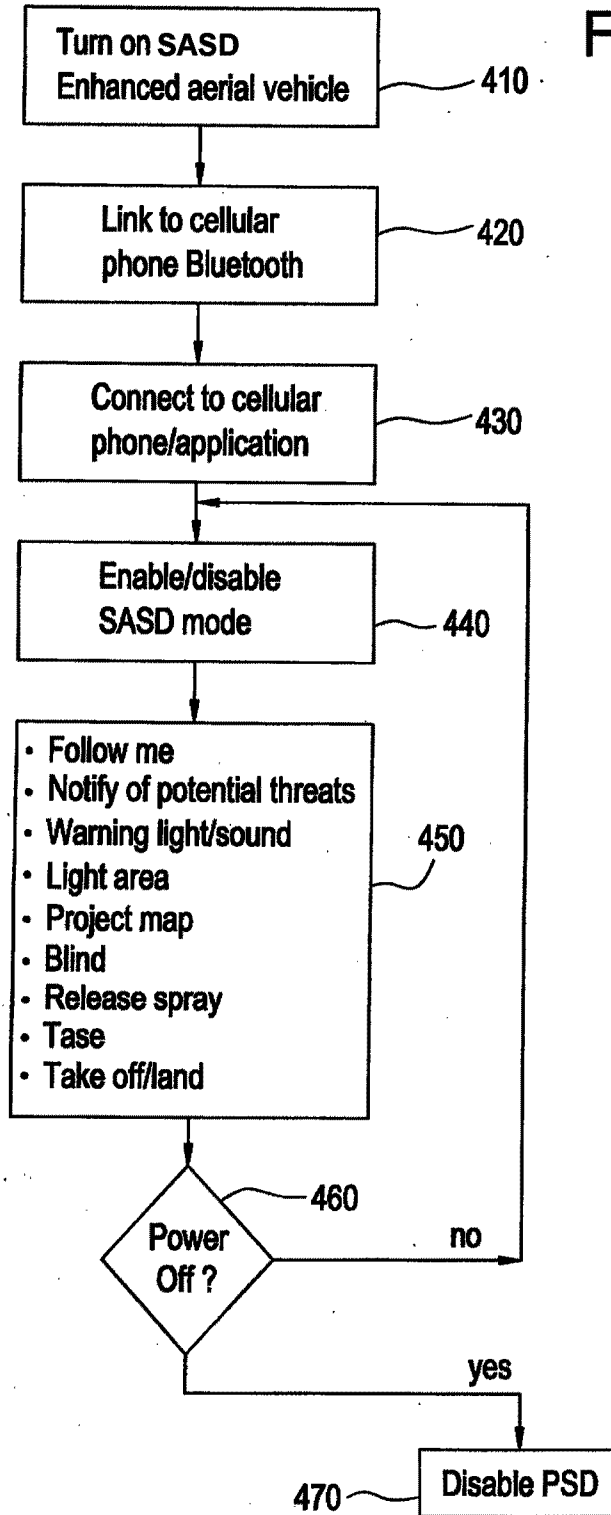 F
Turn on SASD
Enhanced aerial vehicle
410
Link to cellular
phone Bluetooth
420
Connect to cellular
phone/application
430
Enable/disable
SASD mode
440
• Follow me
• Notify of potential threats
• Warning light/sound
• Light area
• Project map
• Blind
• Release spray
• Tase
• Take off/land
450
460
Power
Off ?
no
yes
470
Disable PSD